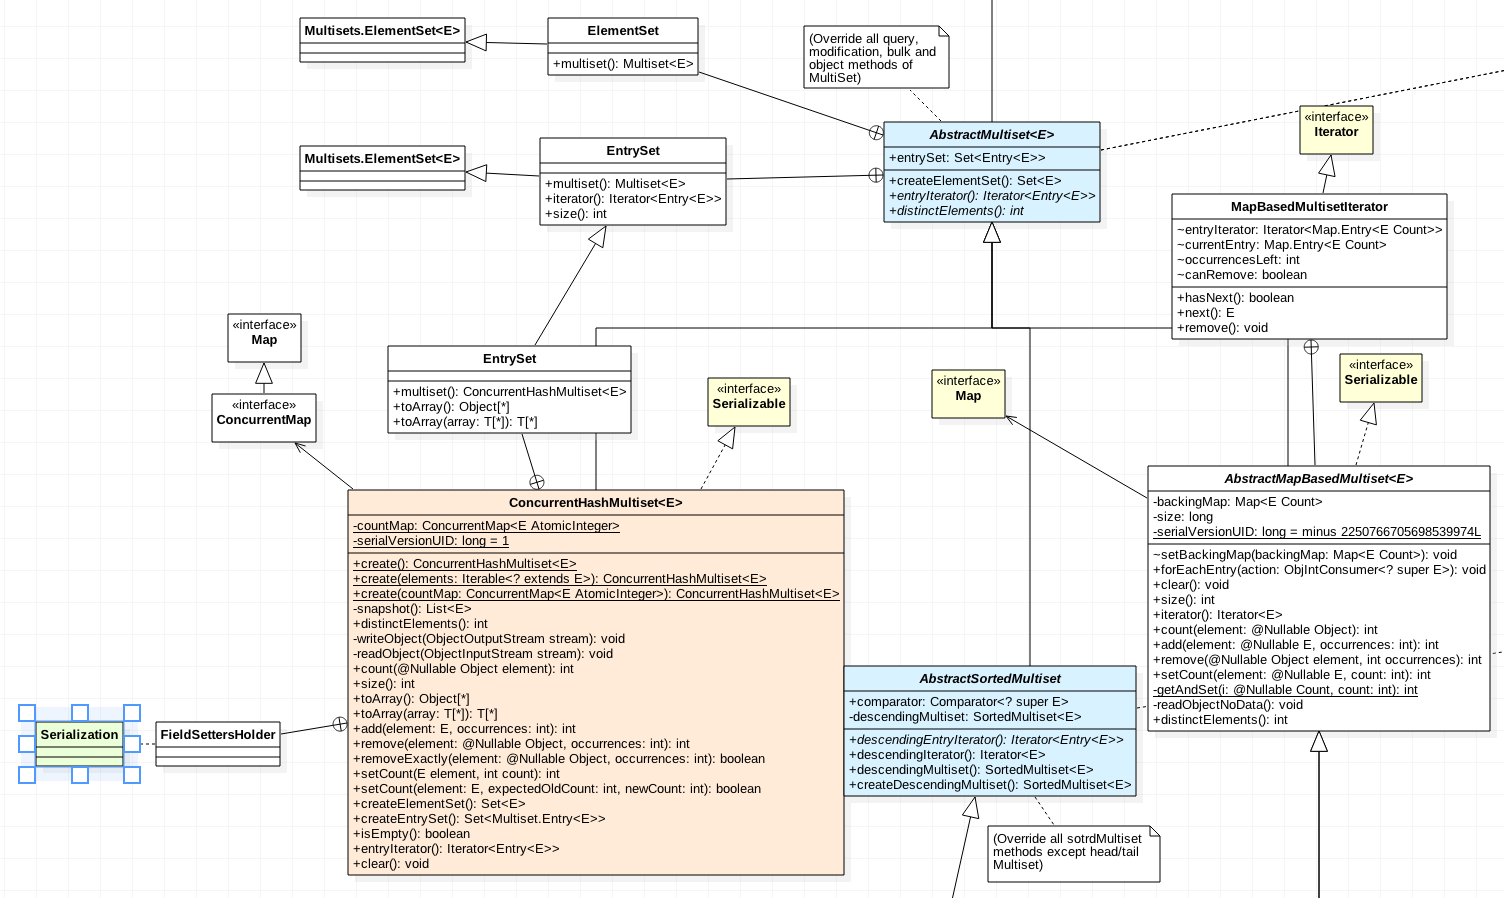 Multisets.ElementSet<E>
ElementSet
+multiset(): Multiset<E>
(Override all query,
modification, bulk and
object methods of
MultiSet)
«interface»
Iterator
AbstractMultiset<E>
+entrySet: Set<Entry<E>>
+createElementSet(): Set<E>
+entryIterator(): Iterator<Entry<E>>
+distinctElements(): int
Multisets.ElementSet<E>
EntrySet
+multiset(): Multiset<E>
+iterator(): Iterator<Entry<E>>
+size(): int
MapBasedMultisetIterator
~entryIterator: Iterator<Map.Entry<E Count>>
~currentEntry: Map.Entry<E Count>
~occurrencesLeft: int
~canRemove: boolean
+hasNext(): boolean
+next(): E
+remove(): void
«interface»
Map
«interface»
ConcurrentMap
EntrySet
+multiset(): ConcurrentHashMultiset<E>
+toArray(): Object[*]
+toArray(array: T[*]): T[*]
«interface»
Serializable
«interface»
Map
«interface»
Serializable
ConcurrentHashMultiset<E>
-countMap: ConcurrentMap<E AtomicInteger>
-serialVersionUID: long = 1
+create(): ConcurrentHashMultiset<E>
+create(elements: Iterable<? extends E>): ConcurrentHashMultiset<E>
+create(countMap: ConcurrentMap<E AtomicInteger>): ConcurrentHashMultiset<E>
-snapshot(): List<E>
+distinctElements(): int
-writeObject(ObjectOutputStream stream): void
-readObject(ObjectInputStream stream): void
+count(@Nullable Object element): int
+size(): int
+toArray(): Object[*]
+toArray(array: T[*]): T[*]
+add(element: E, occurrences: int): int
+remove(element: @Nullable Object, occurrences: int): int
+removeExactly(element: @Nullable Object, occurrences: int): boolean
+setCount(E element, int count): int
+setCount(element: E, expectedOldCount: int, newCount: int): boolean
+createElementSet(): Set<E>
+createEntrySet(): Set<Multiset.Entry<E>>
+isEmpty(): boolean
+entryIterator(): Iterator<Entry<E>>
+clear(): void
AbstractMapBasedMultiset<E>
-backingMap: Map<E Count>
-size: long
-serialVersionUID: long = minus 2250766705698539974L
~setBackingMap(backingMap: Map<E Count>): void
+forEachEntry(action: ObjIntConsumer<? super E>): void
+clear(): void
+size(): int
+iterator(): Iterator<E>
+count(element: @Nullable Object): int
+add(element: @Nullable E, occurrences: int): int
+remove(@Nullable Object element, int occurrences): int
+setCount(element: @Nullable E, count: int): int
-getAndSet(i: @Nullable Count, count: int): int
-readObjectNoData(): void
+distinctElements(): int
AbstractSortedMultiset
+comparator: Comparator<? super E>
-descendingMultiset: SortedMultiset<E>
+descendingEntryIterator(): Iterator<Entry<E>>
+descendingIterator(): Iterator<E>
+descendingMultiset(): SortedMultiset<E>
+createDescendingMultiset(): SortedMultiset<E>
Serialization
FieldSettersHolder
(Override all sotrdMultiset
methods except head/tail
Multiset)